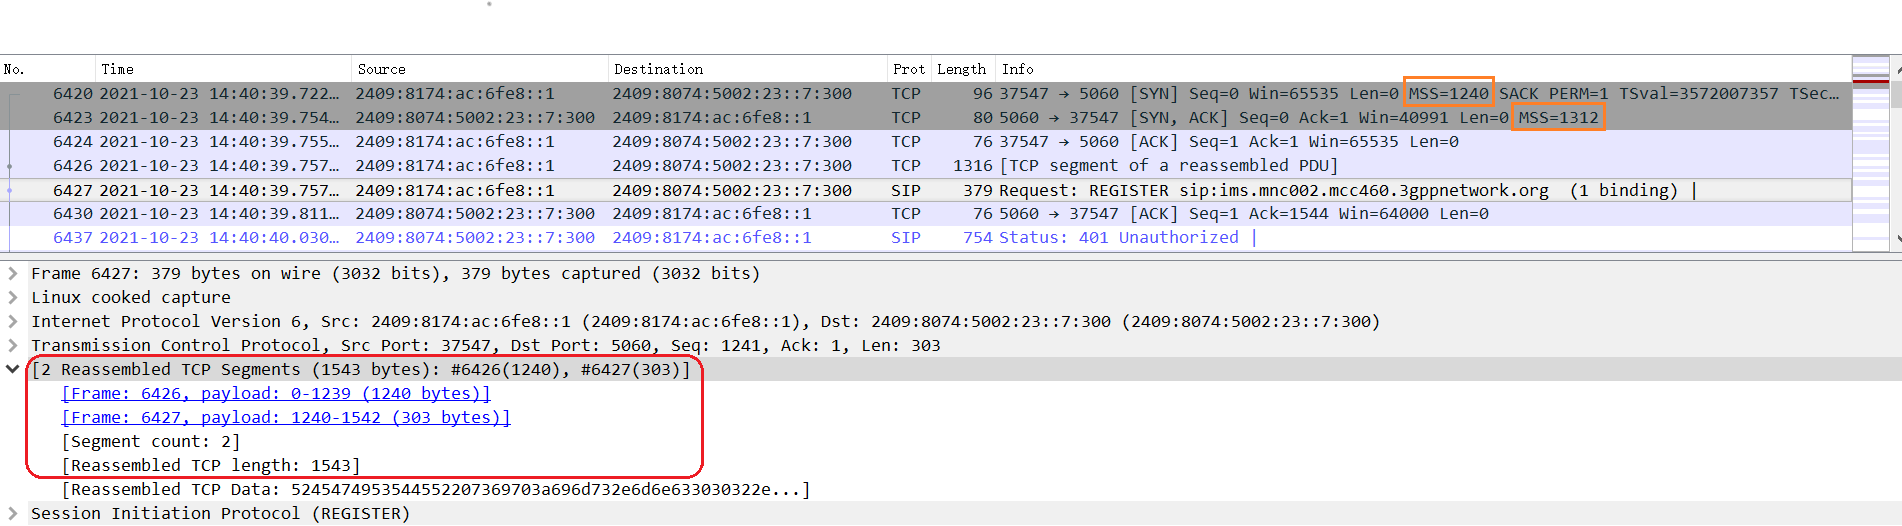 No. Time Source Destination Prot Length Info
6420 2021-10-23 14:40:39.722… 2409:8174:ac:6fe8::1 2409:8074:5002:23::7:300 TCP 96 37547 → 5060 [SYN] Seq=0 Win=65535 Len=0 MSS=1240 SACK PERM=1 TSval=3572007357 TSec…
6423 2021-10-23 14:40:39.754… 2409:8074:5002:23::7:300 2409:8174:ac:6fe8::1 TCP 80 5060 → 37547 [SYN, ACK] Seq=0 Ack=1 Win=40991 Len=0 MSS=1312
6424 2021-10-23 14:40:39.755… 2409:8174:ac:6fe8::1 2409:8074:5002:23::7:300 TCP 76 37547 → 5060 [ACK] Seq=1 Ack=1 Win=65535 Len=0
6426 2021-10-23 14:40:39.757… 2409:8174:ac:6fe8::1 2409:8074:5002:23::7:300 TCP 1316 [TCP segment of a reassembled PDU]
6427 2021-10-23 14:40:39.757… 2409:8174:ac:6fe8::1 2409:8074:5002:23::7:300 SIP 379 Request: REGISTER sip:ims.mnc002.mcc460.3gppnetwork.org (1 binding) |
6430 2021-10-23 14:40:39.811… 2409:8074:5002:23::7:300 2409:8174:ac:6fe8::1 TCP 76 5060 → 37547 [ACK] Seq=1 Ack=1544 Win=64000 Len=0
6437 2021-10-23 14:40:40.030… 2409:8074:5002:23::7:300 2409:8174:ac:6fe8::1 SIP 754 Status: 401 Unauthorized |
Frame 6427: 379 bytes on wire (3032 bits), 379 bytes captured (3032 bits)
Linux cooked capture
Internet Protocol Version 6, Src: 2409:8174:ac:6fe8::1 (2409:8174:ac:6fe8::1), Dst: 2409:8074:5002:23::7:300 (2409:8074:5002:23::7:300)
Transmission Control Protocol, Src Port: 37547, Dst Port: 5060, Seq: 1241, Ack: 1, Len: 303
[2 Reassembled TCP Segments (1543 bytes): #6426(1240), #6427(303)]
[Frame: 6426, payload: 0-1239 (1240 bytes)]
[Frame: 6427, payload: 1240-1542 (303 bytes)]
[Segment count: 2]
[Reassembled TCP length: 1543]
[Reassembled TCP Data: 5245474953544552207369703a696d732e6d6e633030322e...]
Session Initiation Protocol (REGISTER)